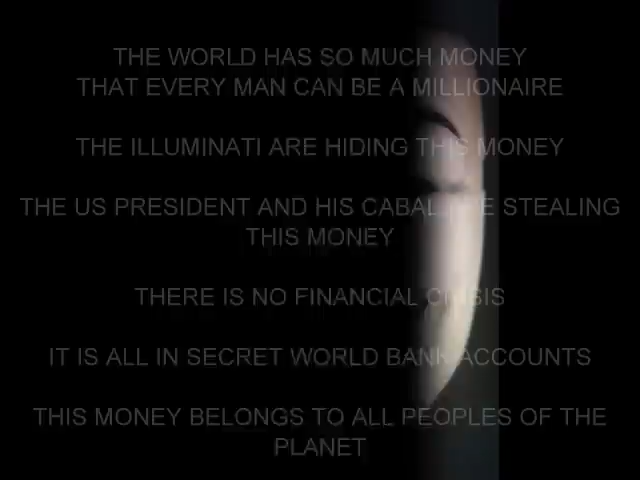 THE WORLD HAS SO MUCH MONEY
THAT EVERY MAN CAN BE A MILLIONAIRE
THE ILLUMINATI ARE HIDING THIS MONEY
THE US PRESIDENT AND HIS CABAL ARE STEALING
THIS MONEY
THERE IS NO FINANCIAL CRISIS
IT IS ALL IN SECRET WORLD BANK ACCOUNTS
THIS MONEY BELONGS TO ALL PEOPLES OF THE
PLANET